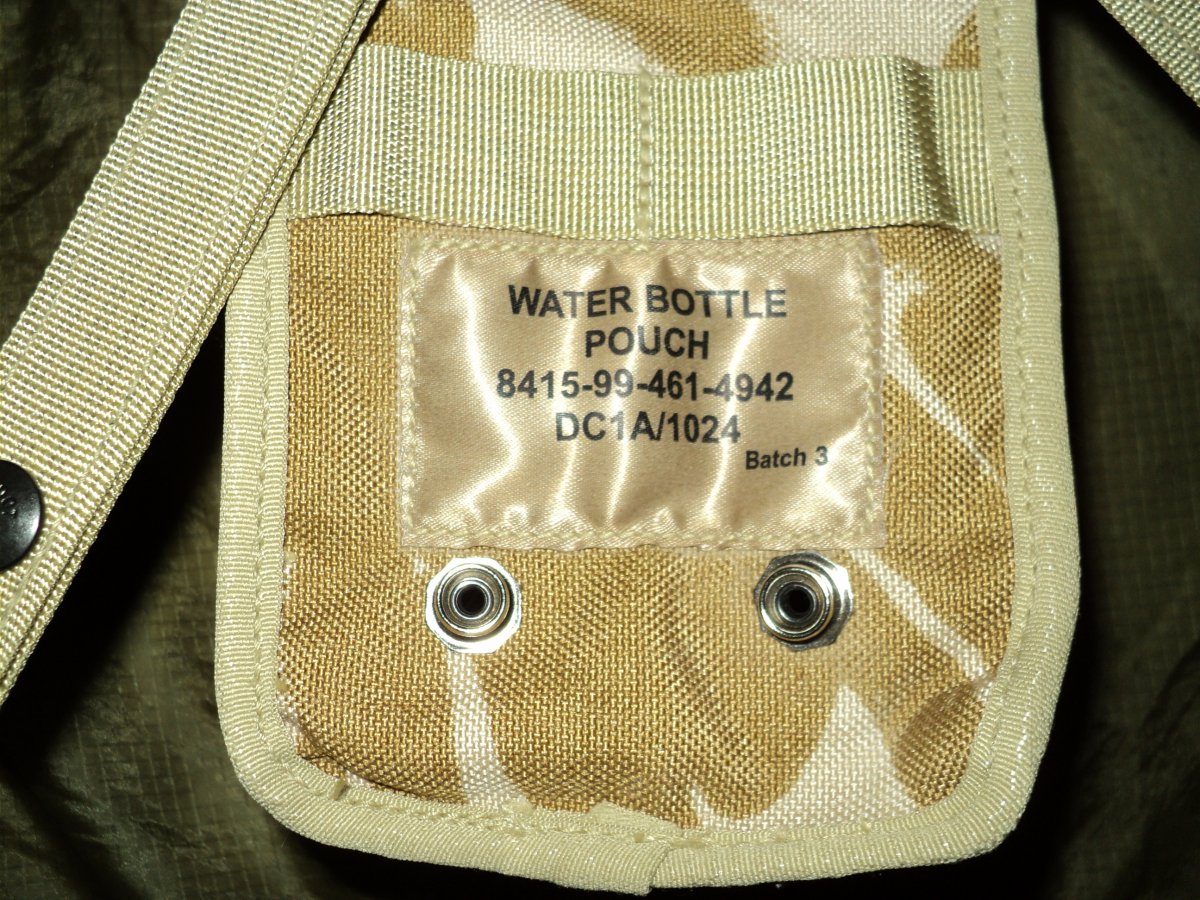 WATER BOTTLE
POUCH
8415-99-461-4942
DC1A/1024
Batch 3